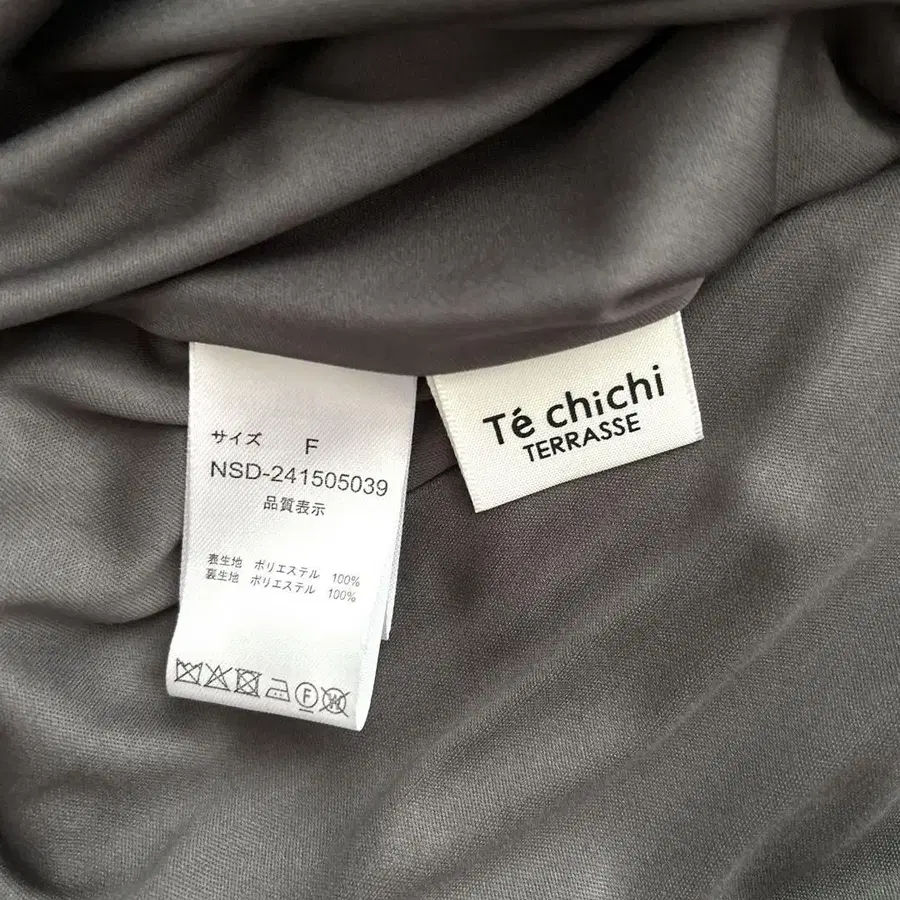 サイズ F
NSD-241505039
品質表示
表生地 ポリエステル 100%
裏生地 ポリエステル 100%
F W
Té chichi
TERRASSE